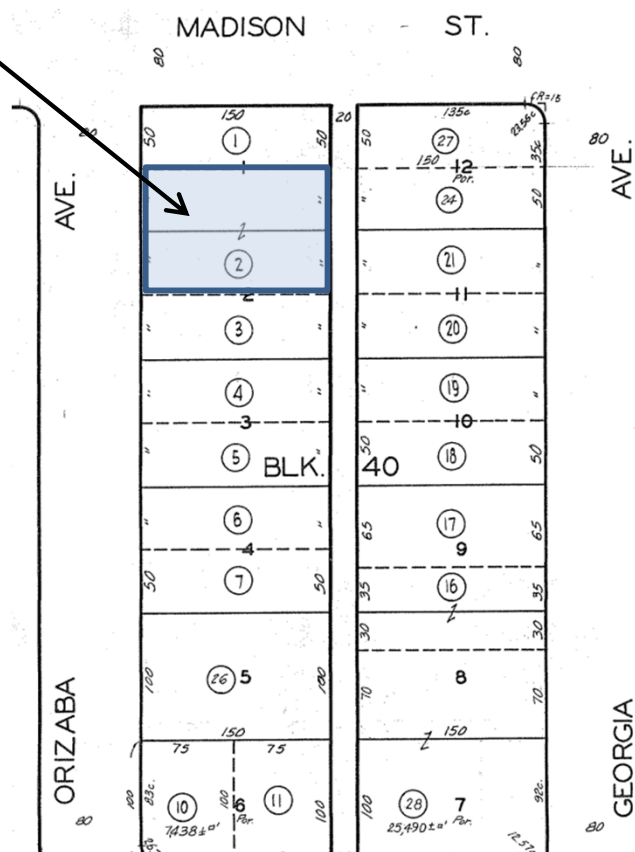 MADISON ST.
80 80
150 20 135c R=15
80 50 1 50 50 27 23.56c 35c 80
AVE. 1 150 12 AVE.
Por.
" " 24 50
" 2 " " 21 "
2 11
" 3 " " 20 "
" 4 " " 19 "
3 10
" 5 " 50 18 50
BLK. 40
" 6 " 65 17 65
4 9
50 7 50 35 16 35
30 30
100 26 5 100 70 8 70
ORIZABA GEORGIA
150 150
75 75
100 83c. 10 100 6 11 100 100 28 7 92c.
Por. Por.
7,438±▫' 25,490±▫'
80 80
12.57c